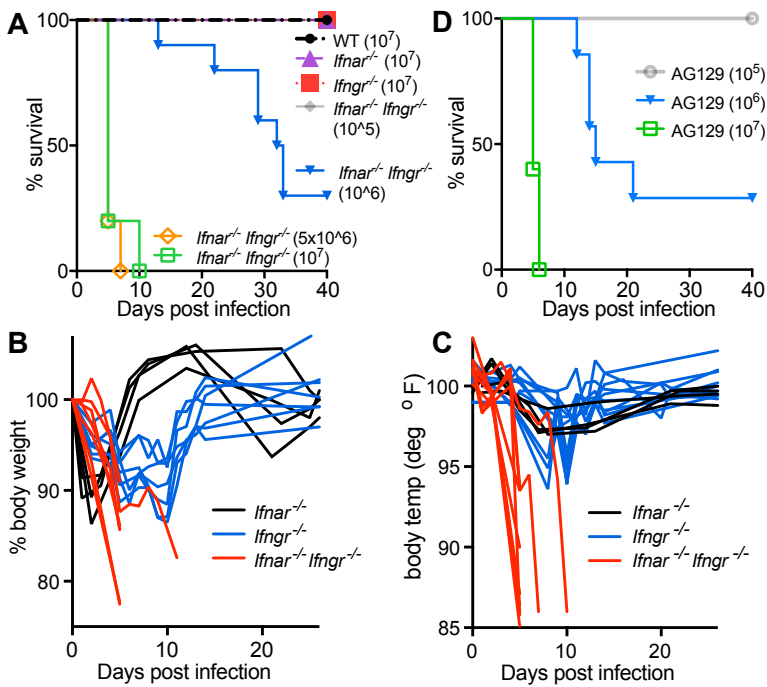 A
% survival
100
50
0
0
10
20
30
40
Days post infection
WT (10⁷)
Ifnar⁻/⁻ (10⁷)
Ifngr⁻/⁻ (10⁷)
Ifnar⁻/⁻ Ifngr⁻/⁻
(10^5)
Ifnar⁻/⁻ Ifngr⁻/⁻
(10^6)
Ifnar⁻/⁻ Ifngr⁻/⁻ (5x10^6)
Ifnar⁻/⁻ Ifngr⁻/⁻ (10⁷)
D
% survival
100
50
0
0
10
20
30
40
Days post infection
AG129 (10⁵)
AG129 (10⁶)
AG129 (10⁷)
B
% body weight
100
90
80
0
10
20
Days post infection
Ifnar⁻/⁻
Ifngr⁻/⁻
Ifnar⁻/⁻ Ifngr⁻/⁻
C
body temp (deg ° F)
100
95
90
85
0
10
20
Days post infection
Ifnar ⁻/⁻
Ifngr ⁻/⁻
Ifnar ⁻/⁻ Ifngr ⁻/⁻